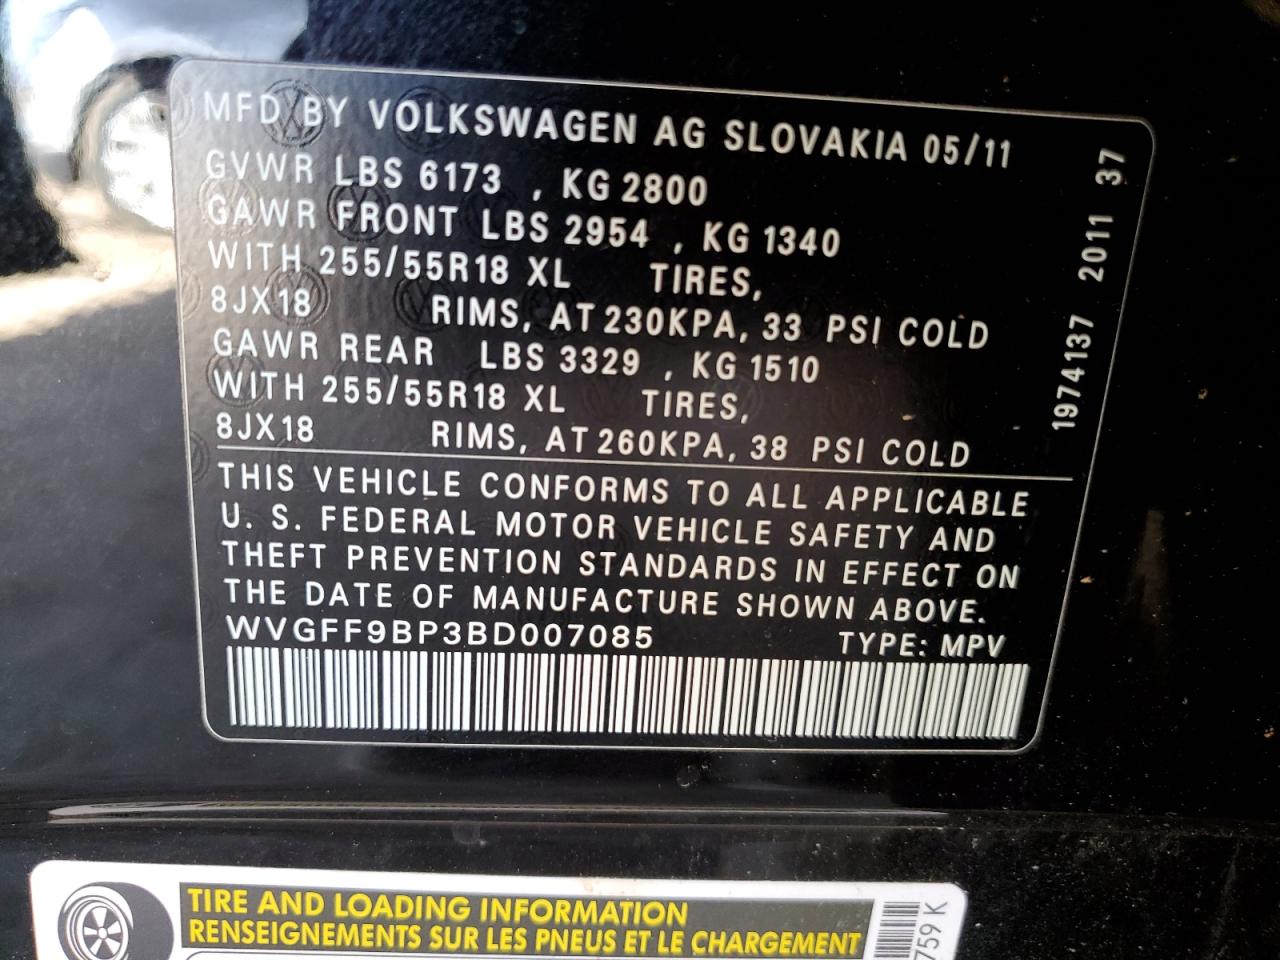 MFD BY VOLKSWAGEN AG SLOVAKIA 05/11
GVWR LBS 6173 , KG 2800
GAWR FRONT LBS 2954 , KG 1340
WITH 255/55R18 XL TIRES,
8JX18 RIMS, AT 230KPA, 33 PSI COLD
GAWR REAR LBS 3329 , KG 1510
WITH 255/55R18 XL TIRES,
8JX18 RIMS, AT 260KPA, 38 PSI COLD
THIS VEHICLE CONFORMS TO ALL APPLICABLE
U. S. FEDERAL MOTOR VEHICLE SAFETY AND
THEFT PREVENTION STANDARDS IN EFFECT ON
THE DATE OF MANUFACTURE SHOWN ABOVE.
WVGFF9BP3BD007085 TYPE: MPV
1974137 2011 37
TIRE AND LOADING INFORMATION
RENSEIGNEMENTS SUR LES PNEUS ET LE CHARGEMENT
759 K